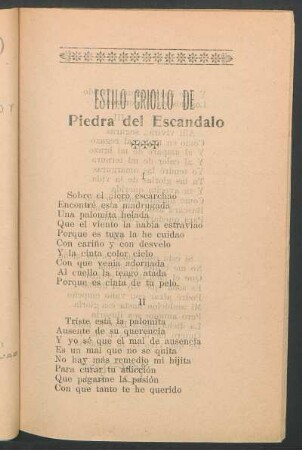 ESTILO CRIOLLO DE
Piedra del Escandalo
I
Sobre el alero escarchao
Encontré esta madrugada
Una palomita helada
Que el viento la había estraviao
Porque es tuya la he cuidao
Con cariño y con desvelo
Y la cinta color cielo
Con que venía adornada
Al cuello la tengo atada
Porque es cinta de tu pelo.
II
Triste está la palomita
Ausente de su querencia
Y yo sé que el mal de ausencia
Es un mal que no se quita
No hay más remedio mi hijita
Para curar tu aflicción
Que pagarme la pasión
Con que tanto te he querido